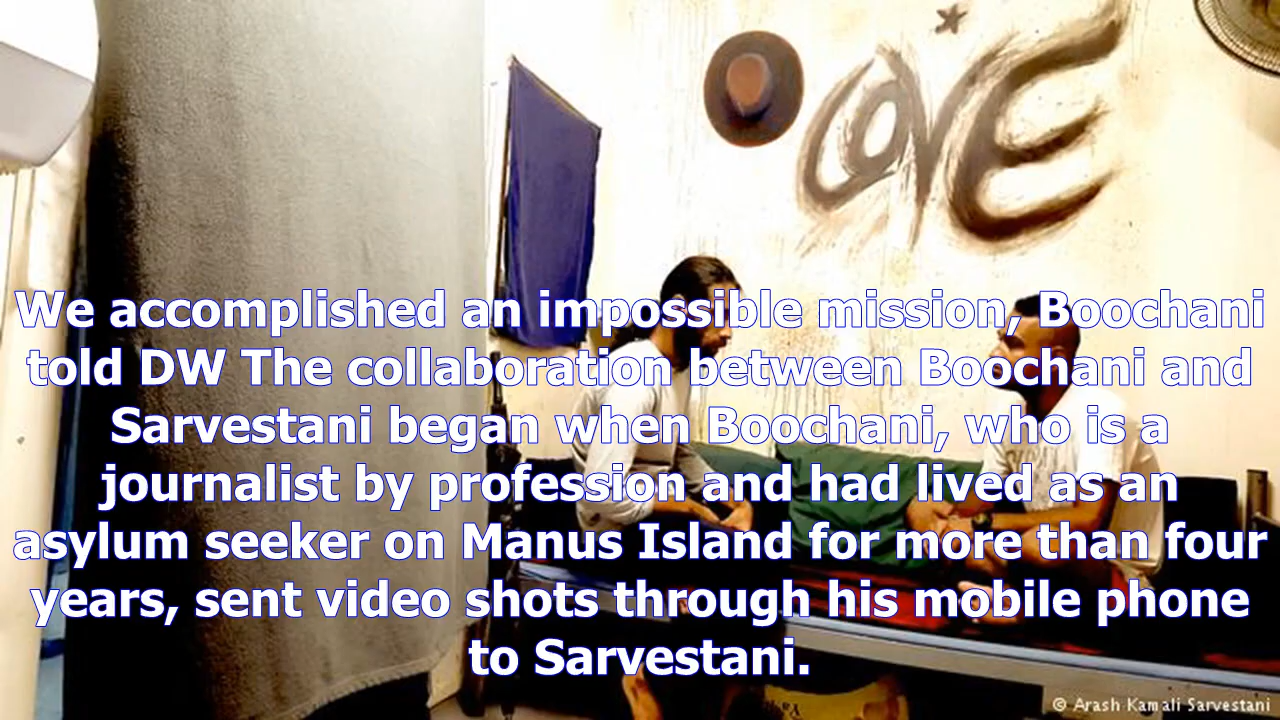 LOVE
We accomplished an impossible mission, Boochani
told DW The collaboration between Boochani and
Sarvestani began when Boochani, who is a
journalist by profession and had lived as an
asylum seeker on Manus Island for more than four
years, sent video shots through his mobile phone
to Sarvestani.
© Arash Kamali Sarvestani